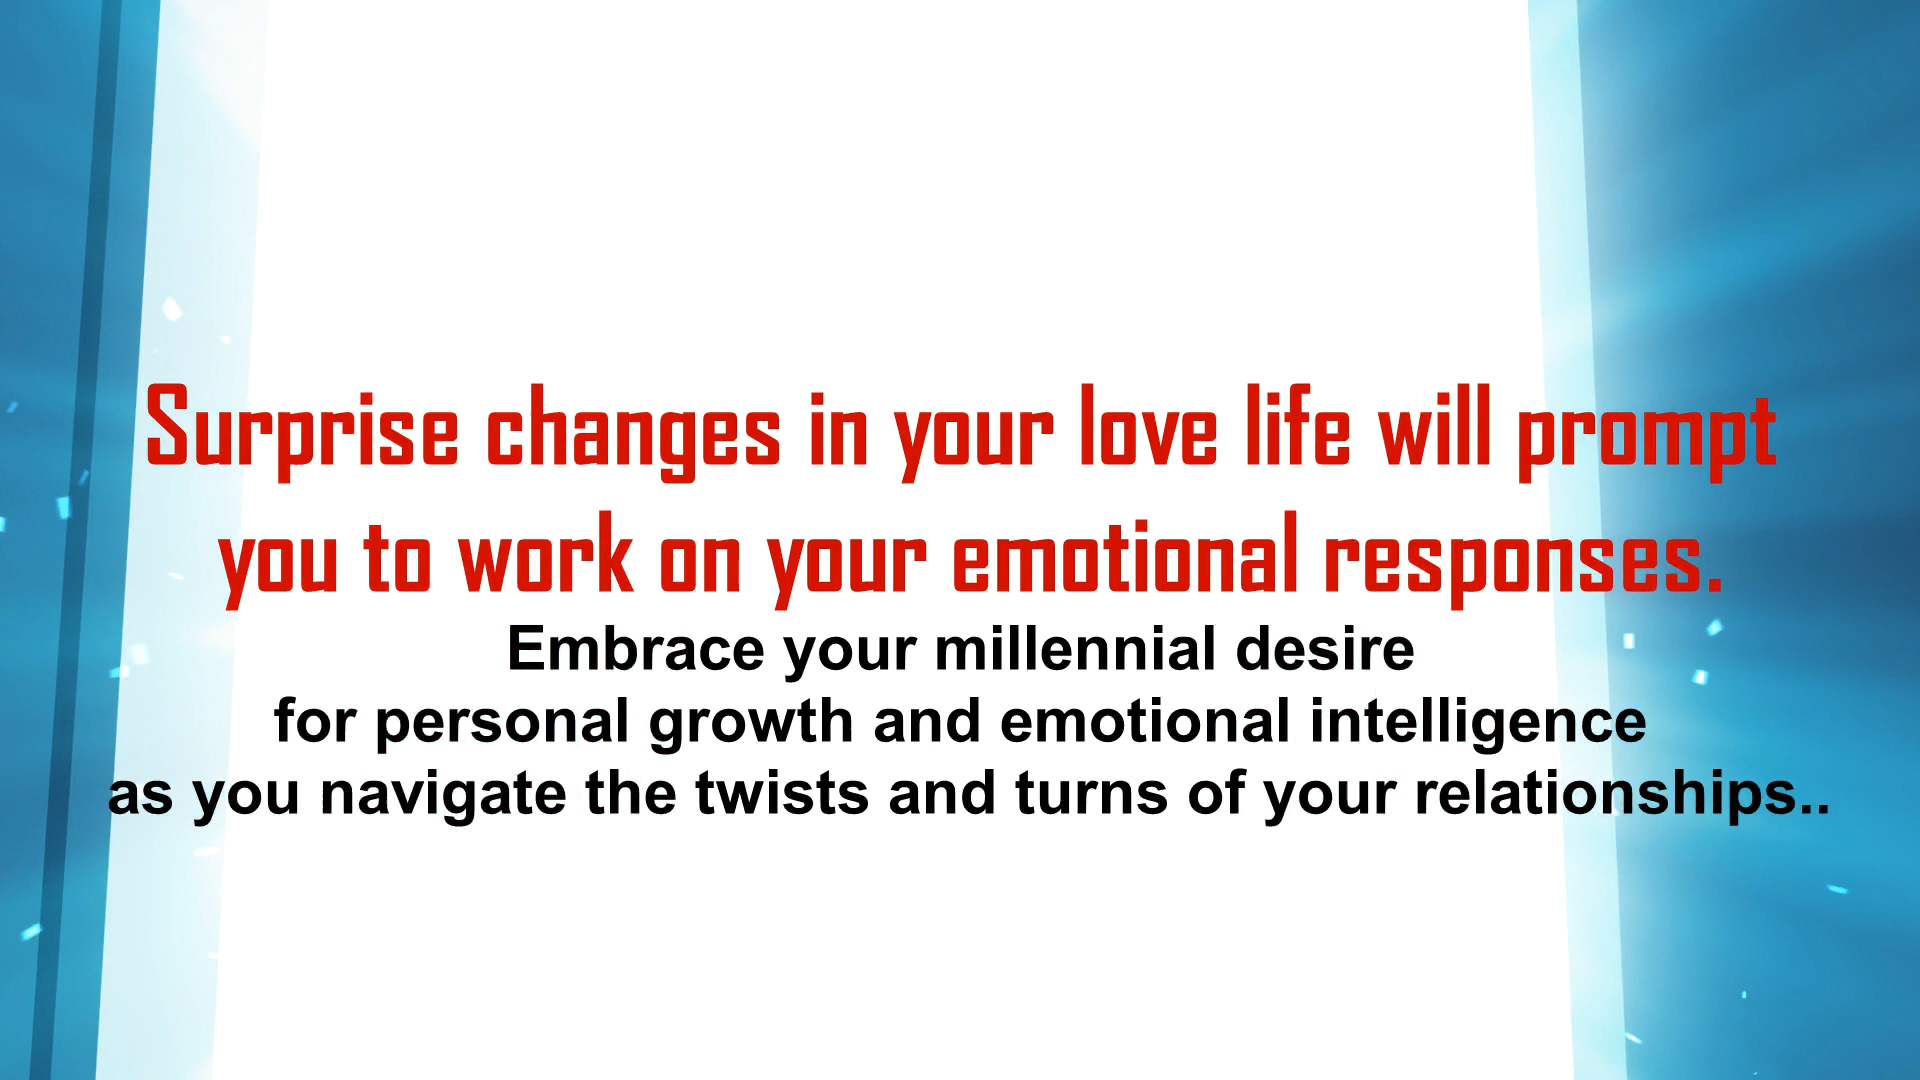 Surprise changes in your love life will prompt
you to work on your emotional responses.
Embrace your millennial desire
for personal growth and emotional intelligence
as you navigate the twists and turns of your relationships..